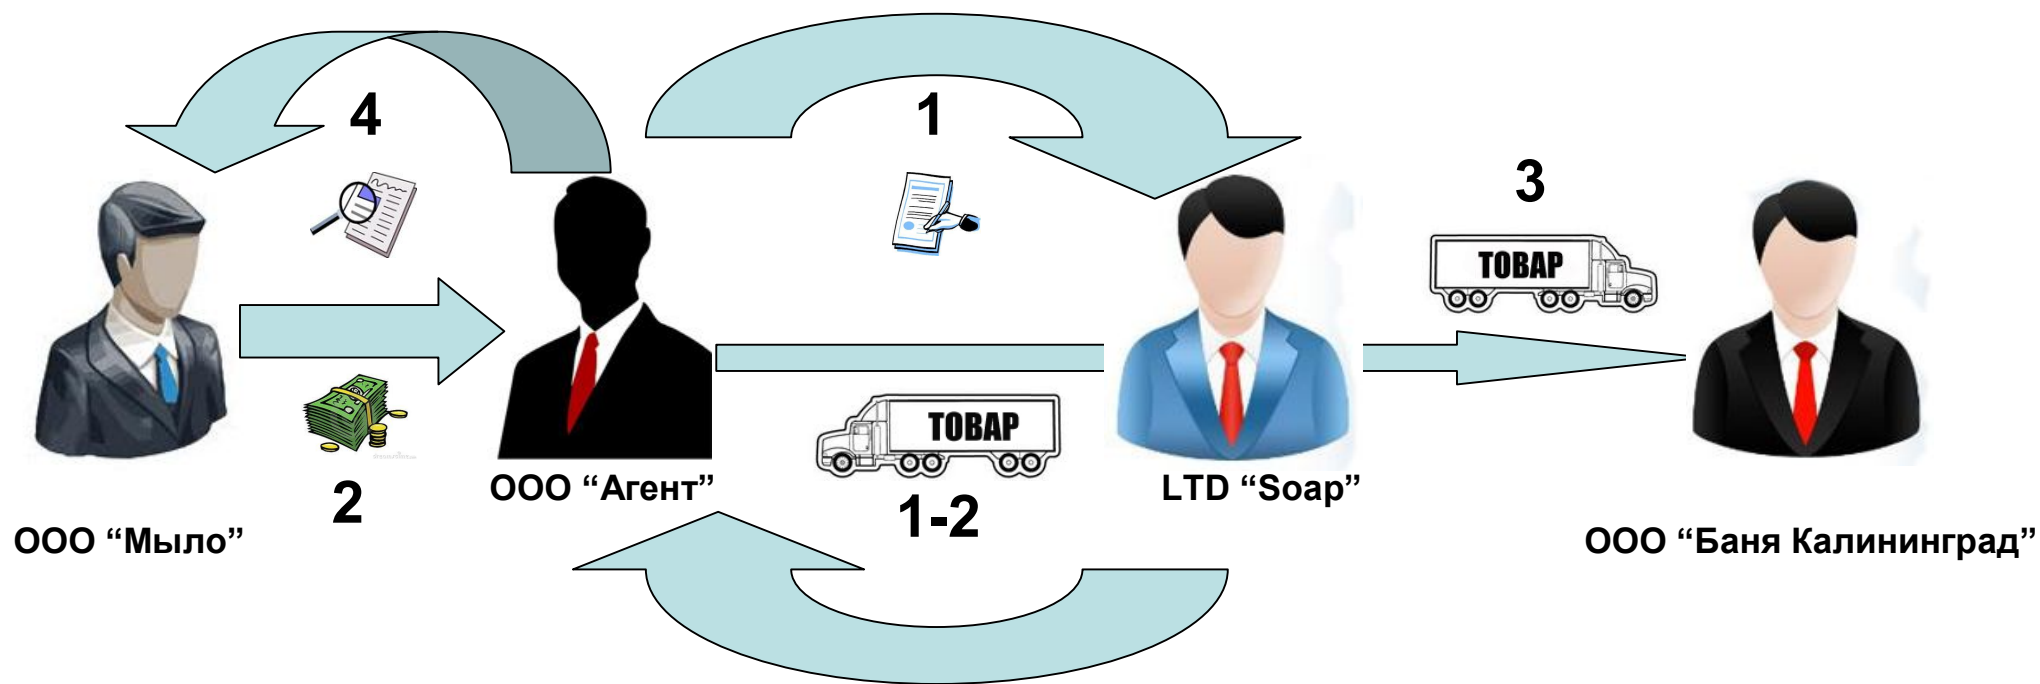 4
1
3
ТОВАР
ТОВАР
2
ООО “Агент”
1-2
LTD “Soap”
ООО “Мыло”
ООО “Баня Калининград”